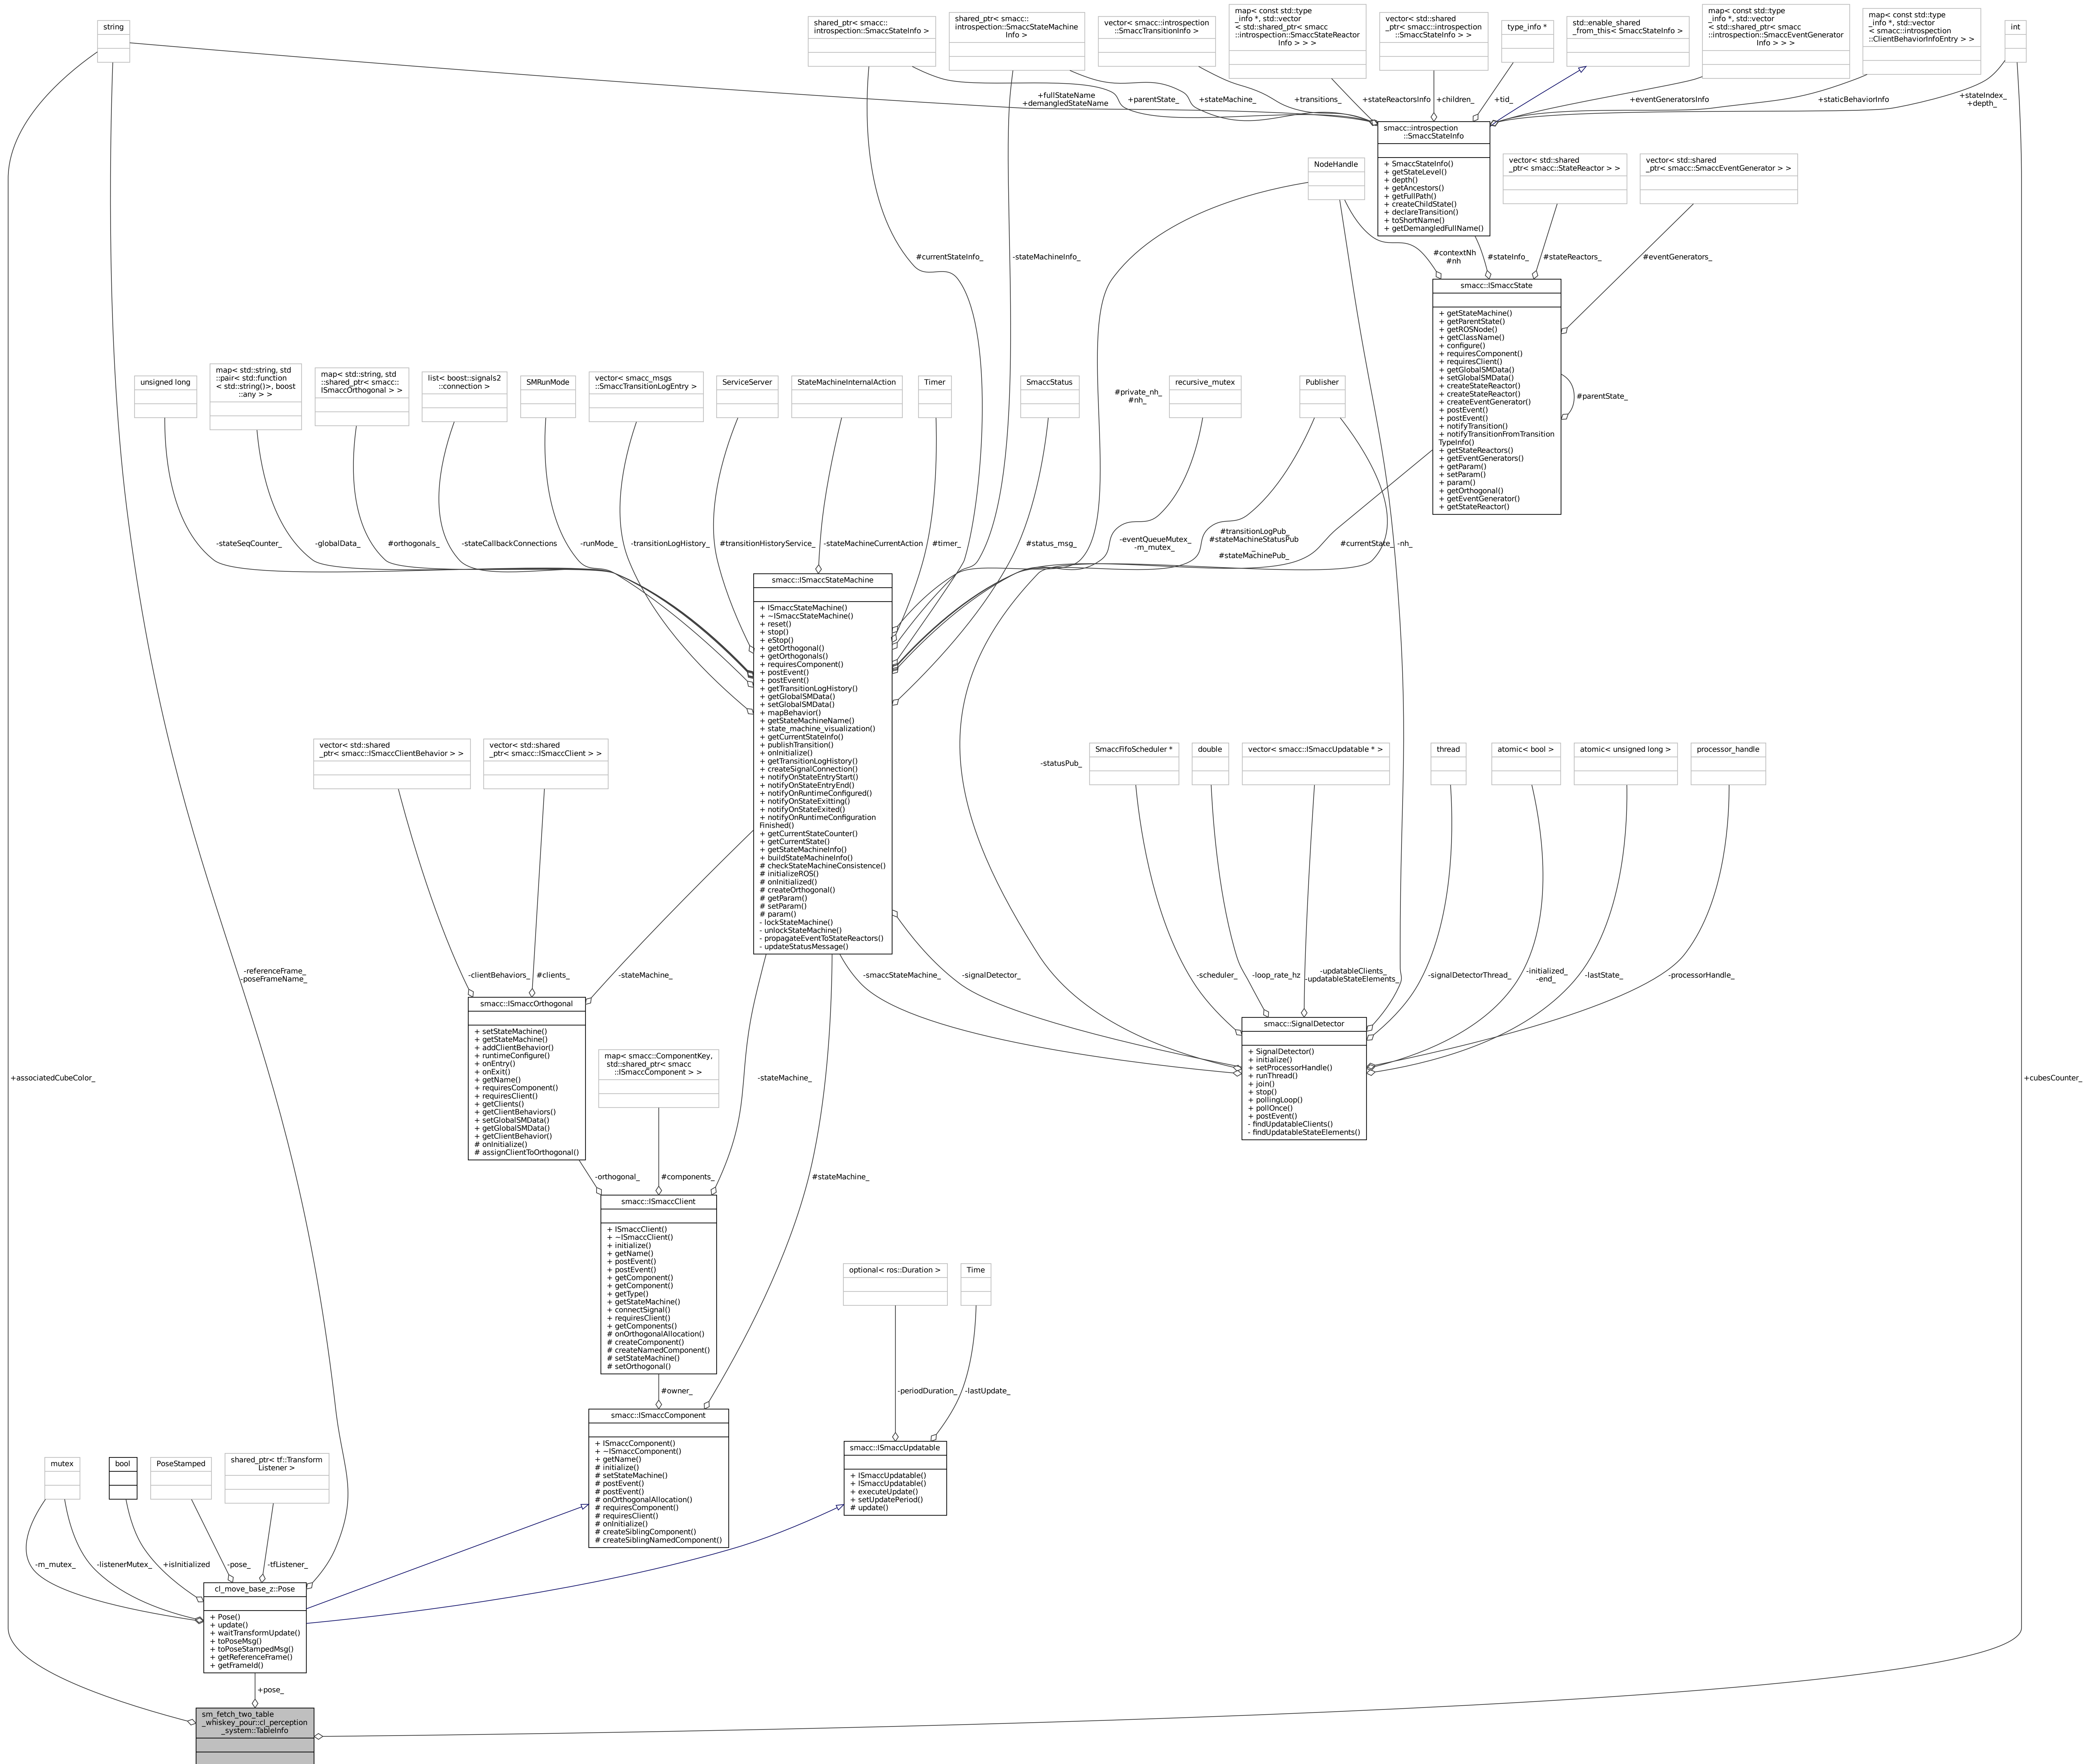 string
shared_ptr< smacc::
introspection::SmaccStateInfo >
shared_ptr< smacc::
introspection::SmaccStateMachine
Info >
vector< smacc::introspection
::SmaccTransitionInfo >
map< const std::type
_info *, std::vector
< std::shared_ptr< smacc
::introspection::SmaccStateReactor
Info > > >
vector< std::shared
_ptr< smacc::introspection
::SmaccStateInfo > >
type_info *
std::enable_shared
_from_this< SmaccStateInfo >
map< const std::type
_info *, std::vector
< std::shared_ptr< smacc
::introspection::SmaccEventGenerator
Info > > >
map< const std::type
_info *, std::vector
< smacc::introspection
::ClientBehaviorInfoEntry > >
int
+fullStateName
+demangledStateName
+parentState_
+stateMachine_
+transitions_
+stateReactorsInfo
+children_
+tid_
+eventGeneratorsInfo
+staticBehaviorInfo
+stateIndex_
+depth_
smacc::introspection
::SmaccStateInfo
+ SmaccStateInfo()
+ getStateLevel()
+ depth()
+ getAncestors()
+ getFullPath()
+ createChildState()
+ declareTransition()
+ toShortName()
+ getDemangledFullName()
NodeHandle
vector< std::shared
_ptr< smacc::StateReactor > >
vector< std::shared
_ptr< smacc::SmaccEventGenerator > >
#currentStateInfo_
-stateMachineInfo_
#contextNh
#nh
#stateInfo_
#stateReactors_
#eventGenerators_
smacc::ISmaccState
+ getStateMachine()
+ getParentState()
+ getROSNode()
+ getClassName()
+ configure()
+ requiresComponent()
+ requiresClient()
+ getGlobalSMData()
+ setGlobalSMData()
+ createStateReactor()
+ createStateReactor()
+ createEventGenerator()
+ postEvent()
+ postEvent()
+ notifyTransition()
+ notifyTransitionFromTransition
TypeInfo()
+ getStateReactors()
+ getEventGenerators()
+ getParam()
+ setParam()
+ param()
+ getOrthogonal()
+ getEventGenerator()
+ getStateReactor()
#parentState_
unsigned long
map< std::string, std
::pair< std::function
< std::string()>, boost
::any > >
map< std::string, std
::shared_ptr< smacc::
ISmaccOrthogonal > >
list< boost::signals2
::connection >
SMRunMode
vector< smacc_msgs
::SmaccTransitionLogEntry >
ServiceServer
StateMachineInternalAction
Timer
SmaccStatus
#private_nh_
#nh_
recursive_mutex
Publisher
-stateSeqCounter_
-globalData_
#orthogonals_
-stateCallbackConnections
-runMode_
-transitionLogHistory_
#transitionHistoryService_
-stateMachineCurrentAction
#timer_
#status_msg_
-eventQueueMutex_
-m_mutex_
#transitionLogPub_
#stateMachineStatusPub
_
#stateMachinePub_
#currentState_
-nh_
smacc::ISmaccStateMachine
+ ISmaccStateMachine()
+ ~ISmaccStateMachine()
+ reset()
+ stop()
+ eStop()
+ getOrthogonal()
+ getOrthogonals()
+ requiresComponent()
+ postEvent()
+ postEvent()
+ getTransitionLogHistory()
+ getGlobalSMData()
+ setGlobalSMData()
+ mapBehavior()
+ getStateMachineName()
+ state_machine_visualization()
+ getCurrentStateInfo()
+ publishTransition()
+ onInitialize()
+ getTransitionLogHistory()
+ createSignalConnection()
+ notifyOnStateEntryStart()
+ notifyOnStateEntryEnd()
+ notifyOnRuntimeConfigured()
+ notifyOnStateExitting()
+ notifyOnStateExited()
+ notifyOnRuntimeConfiguration
Finished()
+ getCurrentStateCounter()
+ getCurrentState()
+ getStateMachineInfo()
+ buildStateMachineInfo()
# checkStateMachineConsistence()
# initializeROS()
# onInitialized()
# createOrthogonal()
# getParam()
# setParam()
# param()
- lockStateMachine()
- unlockStateMachine()
- propagateEventToStateReactors()
- updateStatusMessage()
vector< std::shared
_ptr< smacc::ISmaccClientBehavior > >
vector< std::shared
_ptr< smacc::ISmaccClient > >
-statusPub_
SmaccFifoScheduler *
double
vector< smacc::ISmaccUpdatable * >
thread
atomic< bool >
atomic< unsigned long >
processor_handle
-referenceFrame_
-poseFrameName_
-clientBehaviors_
#clients_
-stateMachine_
-smaccStateMachine_
-signalDetector_
-scheduler_
-loop_rate_hz
-updatableClients_
-updatableStateElements_
-signalDetectorThread_
-initialized_
-end_
-lastState_
-processorHandle_
smacc::ISmaccOrthogonal
+ setStateMachine()
+ getStateMachine()
+ addClientBehavior()
+ runtimeConfigure()
+ onEntry()
+ onExit()
+ getName()
+ requiresComponent()
+ requiresClient()
+ getClients()
+ getClientBehaviors()
+ setGlobalSMData()
+ getGlobalSMData()
+ getClientBehavior()
# onInitialize()
# assignClientToOrthogonal()
smacc::SignalDetector
+ SignalDetector()
+ initialize()
+ setProcessorHandle()
+ runThread()
+ join()
+ stop()
+ pollingLoop()
+ pollOnce()
+ postEvent()
- findUpdatableClients()
- findUpdatableStateElements()
map< smacc::ComponentKey,
std::shared_ptr< smacc
::ISmaccComponent > >
-stateMachine_
+associatedCubeColor_
+cubesCounter_
-orthogonal_
#components_
#stateMachine_
smacc::ISmaccClient
+ ISmaccClient()
+ ~ISmaccClient()
+ initialize()
+ getName()
+ postEvent()
+ postEvent()
+ getComponent()
+ getComponent()
+ getType()
+ getStateMachine()
+ connectSignal()
+ requiresClient()
+ getComponents()
# onOrthogonalAllocation()
# createComponent()
# createNamedComponent()
# setStateMachine()
# setOrthogonal()
optional< ros::Duration >
Time
#owner_
-periodDuration_
-lastUpdate_
smacc::ISmaccComponent
+ ISmaccComponent()
+ ~ISmaccComponent()
+ getName()
# initialize()
# setStateMachine()
# postEvent()
# postEvent()
# onOrthogonalAllocation()
# requiresComponent()
# requiresClient()
# onInitialize()
# createSiblingComponent()
# createSiblingNamedComponent()
smacc::ISmaccUpdatable
+ ISmaccUpdatable()
+ ISmaccUpdatable()
+ executeUpdate()
+ setUpdatePeriod()
# update()
mutex
bool
PoseStamped
shared_ptr< tf::Transform
Listener >
-m_mutex_
-listenerMutex_
+isInitialized
-pose_
-tfListener_
cl_move_base_z::Pose
+ Pose()
+ update()
+ waitTransformUpdate()
+ toPoseMsg()
+ toPoseStampedMsg()
+ getReferenceFrame()
+ getFrameId()
+pose_
sm_fetch_two_table
_whiskey_pour::cl_perception
_system::TableInfo